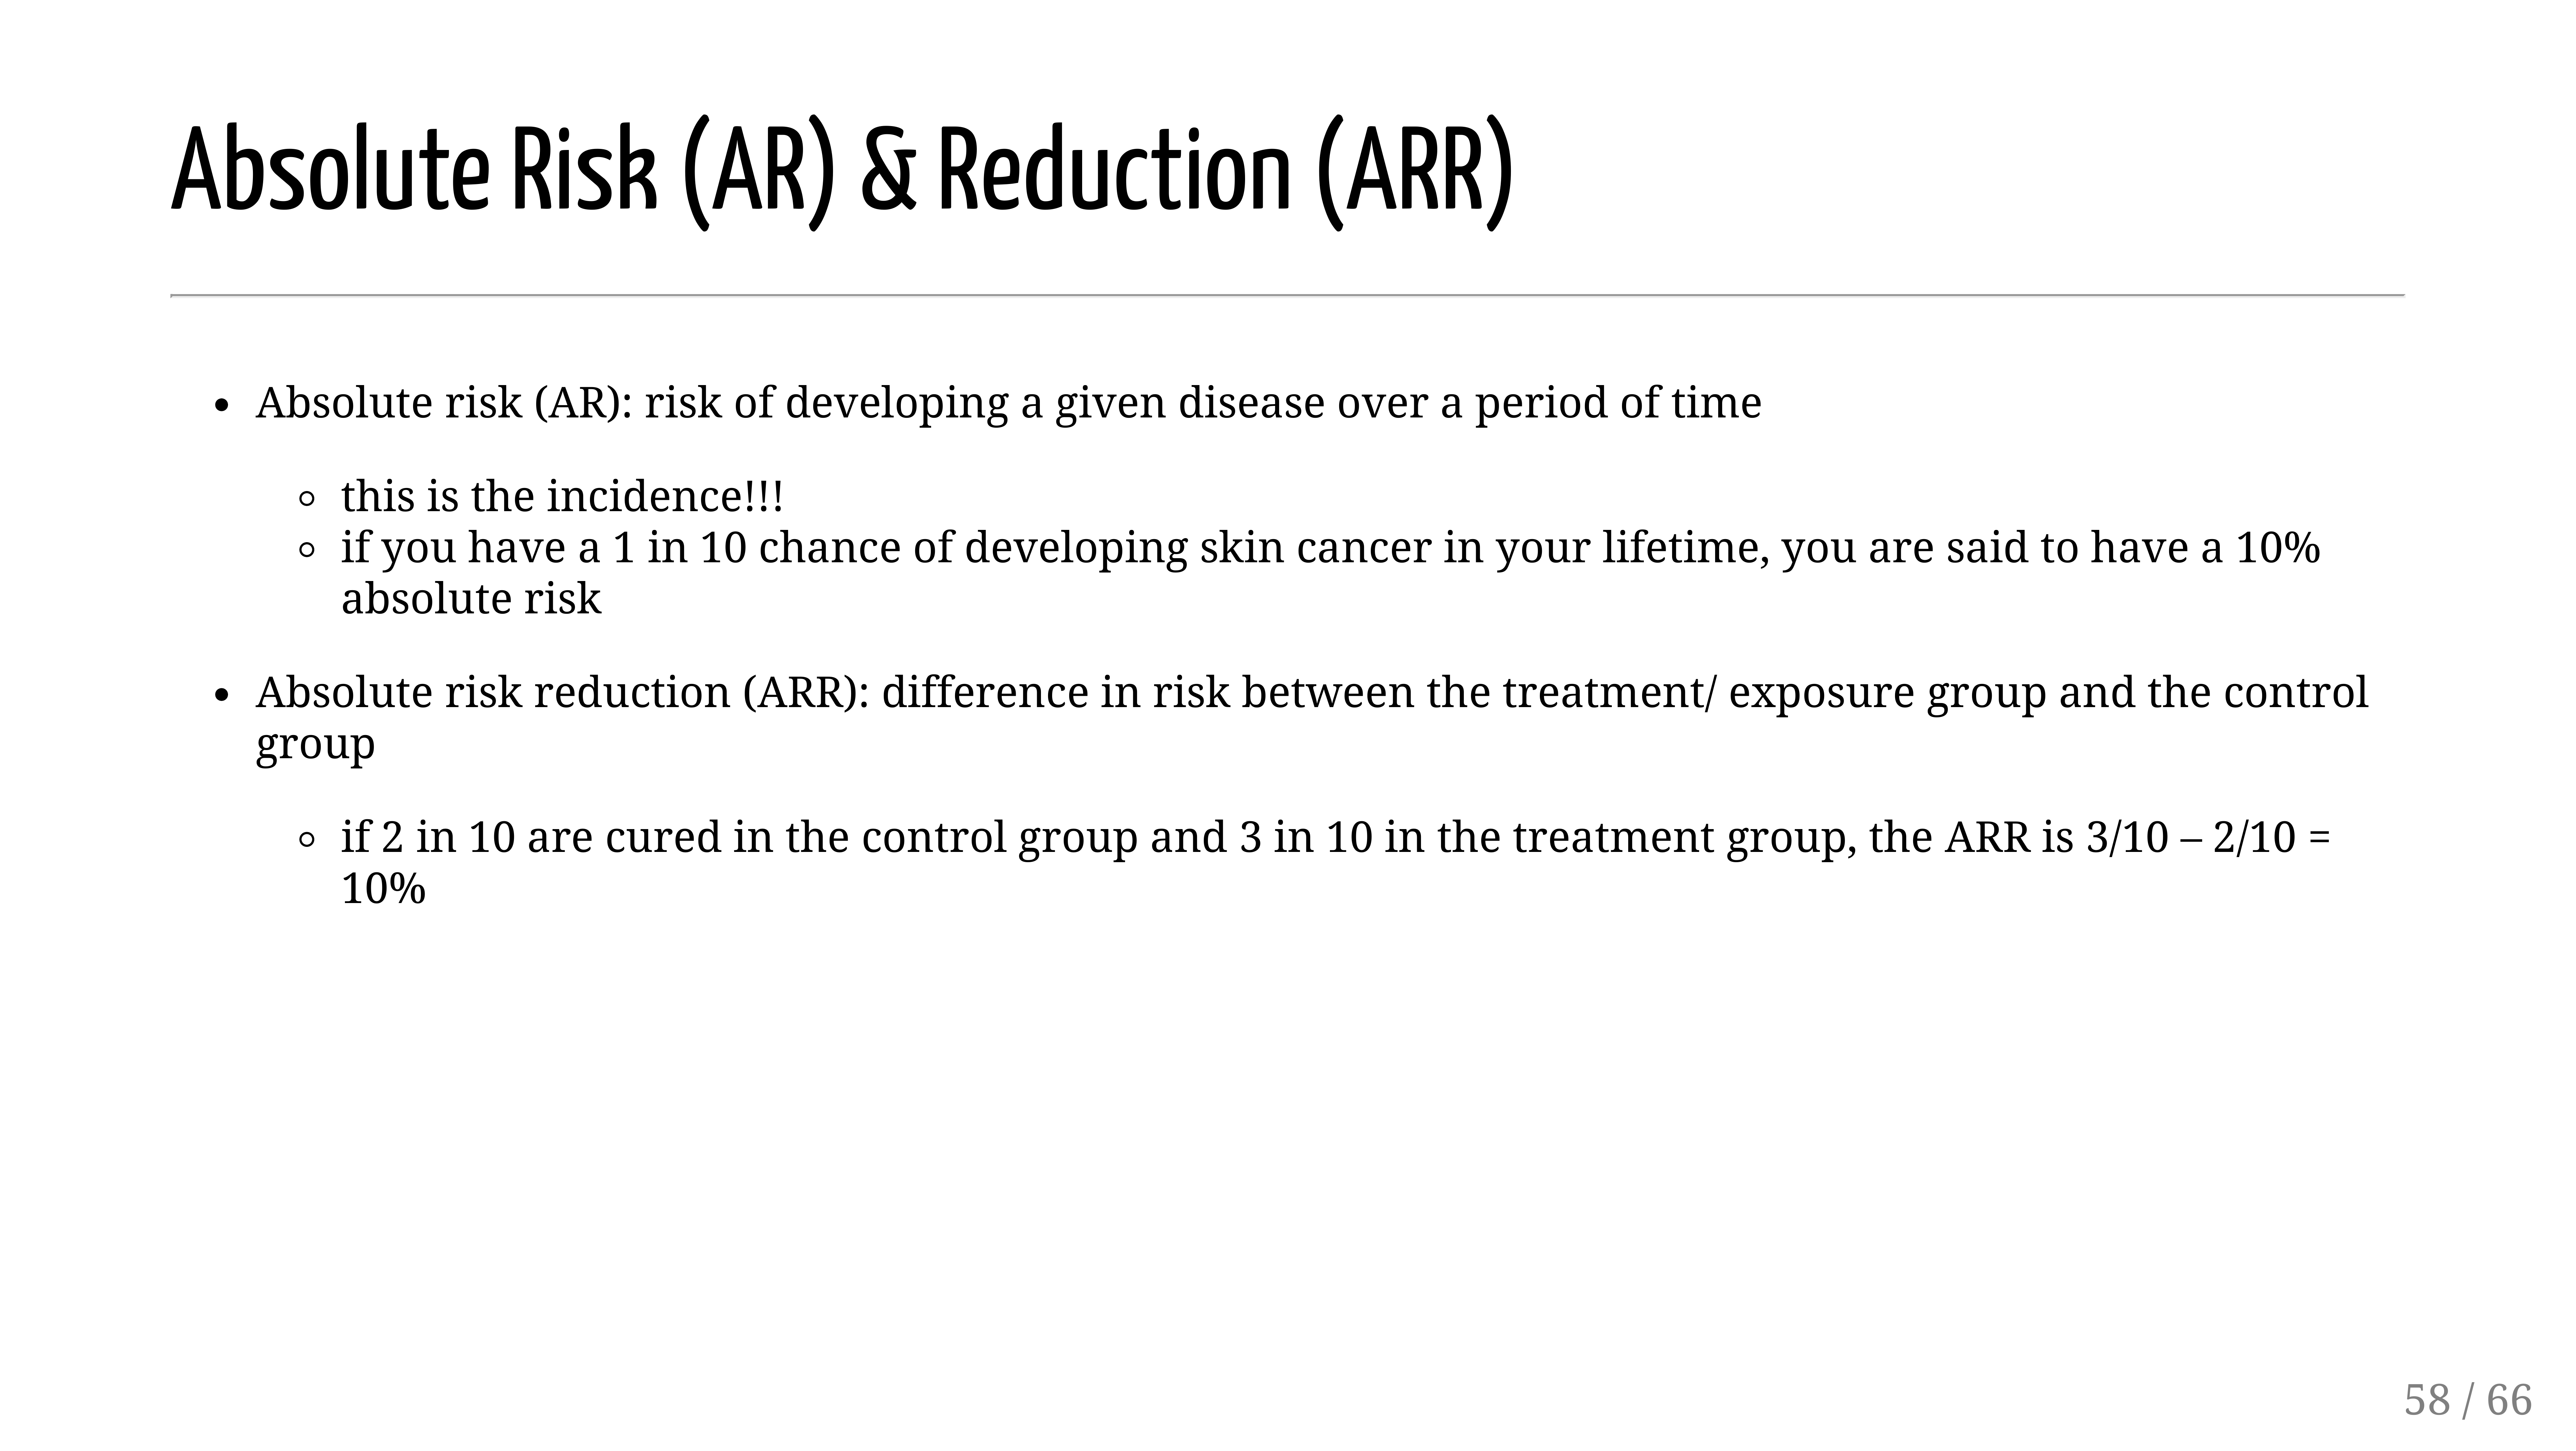 Absolute Risk (AR) & Reduction (ARR)
• Absolute risk (AR): risk of developing a given disease over a period of time
◦ this is the incidence!!!
◦ if you have a 1 in 10 chance of developing skin cancer in your lifetime, you are said to have a 10%
absolute risk
• Absolute risk reduction (ARR): difference in risk between the treatment/ exposure group and the control
group
◦ if 2 in 10 are cured in the control group and 3 in 10 in the treatment group, the ARR is 3/10 – 2/10 =
10%
58 / 66